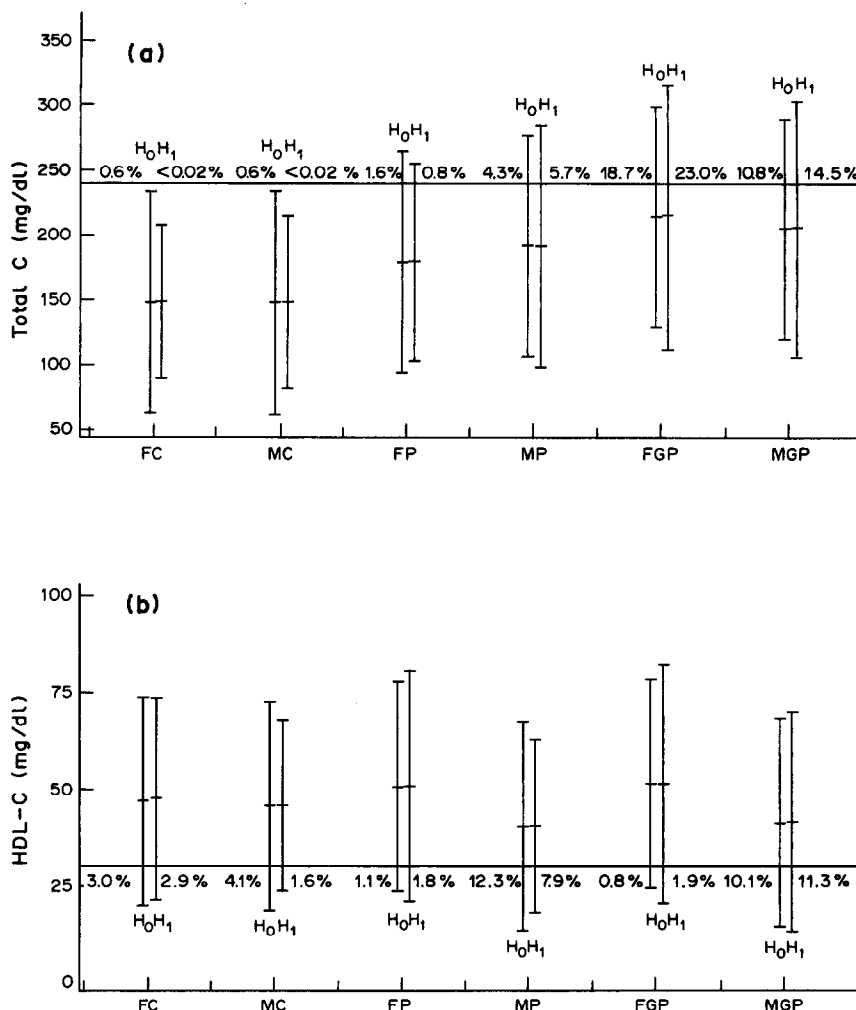 (a)
350
300
250
200
150
100
50
Total C (mg/dl)
H₀H₁ H₀H₁ H₀H₁ H₀H₁ H₀H₁ H₀H₁
0.6% <0.02% 0.6% <0.02% 1.6% 0.8% 4.3% 5.7% 18.7% 23.0% 10.8% 14.5%
FC MC FP MP FGP MGP
(b)
100
75
50
25
0
HDL-C (mg/dl)
3.0% 2.9% 4.1% 1.6% 1.1% 1.8% 12.3% 7.9% 0.8% 1.9% 10.1% 11.3%
H₀H₁ H₀H₁ H₀H₁ H₀H₁ H₀H₁ H₀H₁
FC MC FP MP FGP MGP